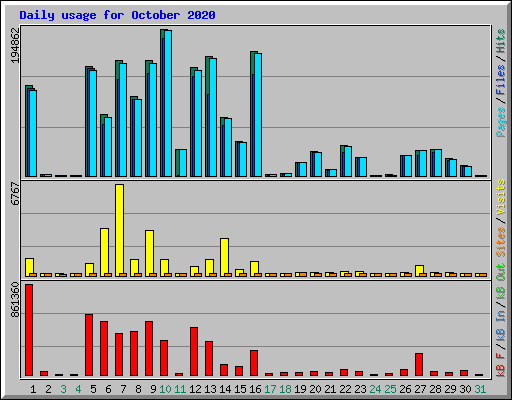 Daily usage for October 2020
194862
6767
861360
Pages / Files / Hits
Sites / Visits
kB F / kB In / kB Out
1 2 3 4 5 6 7 8 9 10 11 12 13 14 15 16 17 18 19 20 21 22 23 24 25 26 27 28 29 30 31